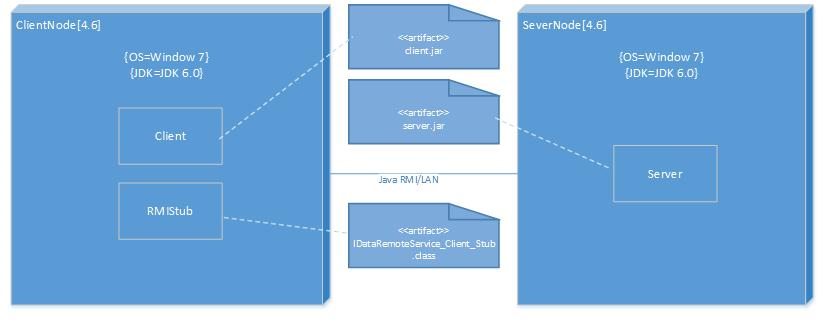 ClientNode[4.6]
{OS=Window 7}
{JDK=JDK 6.0}
Client
RMIStub
<<artifact>>
client.jar
<<artifact>>
server.jar
Java RMI/LAN
<<artifact>>
IDataRemoteService_Client_Stub
.class
SeverNode[4.6]
{OS=Window 7}
{JDK=JDK 6.0}
Server